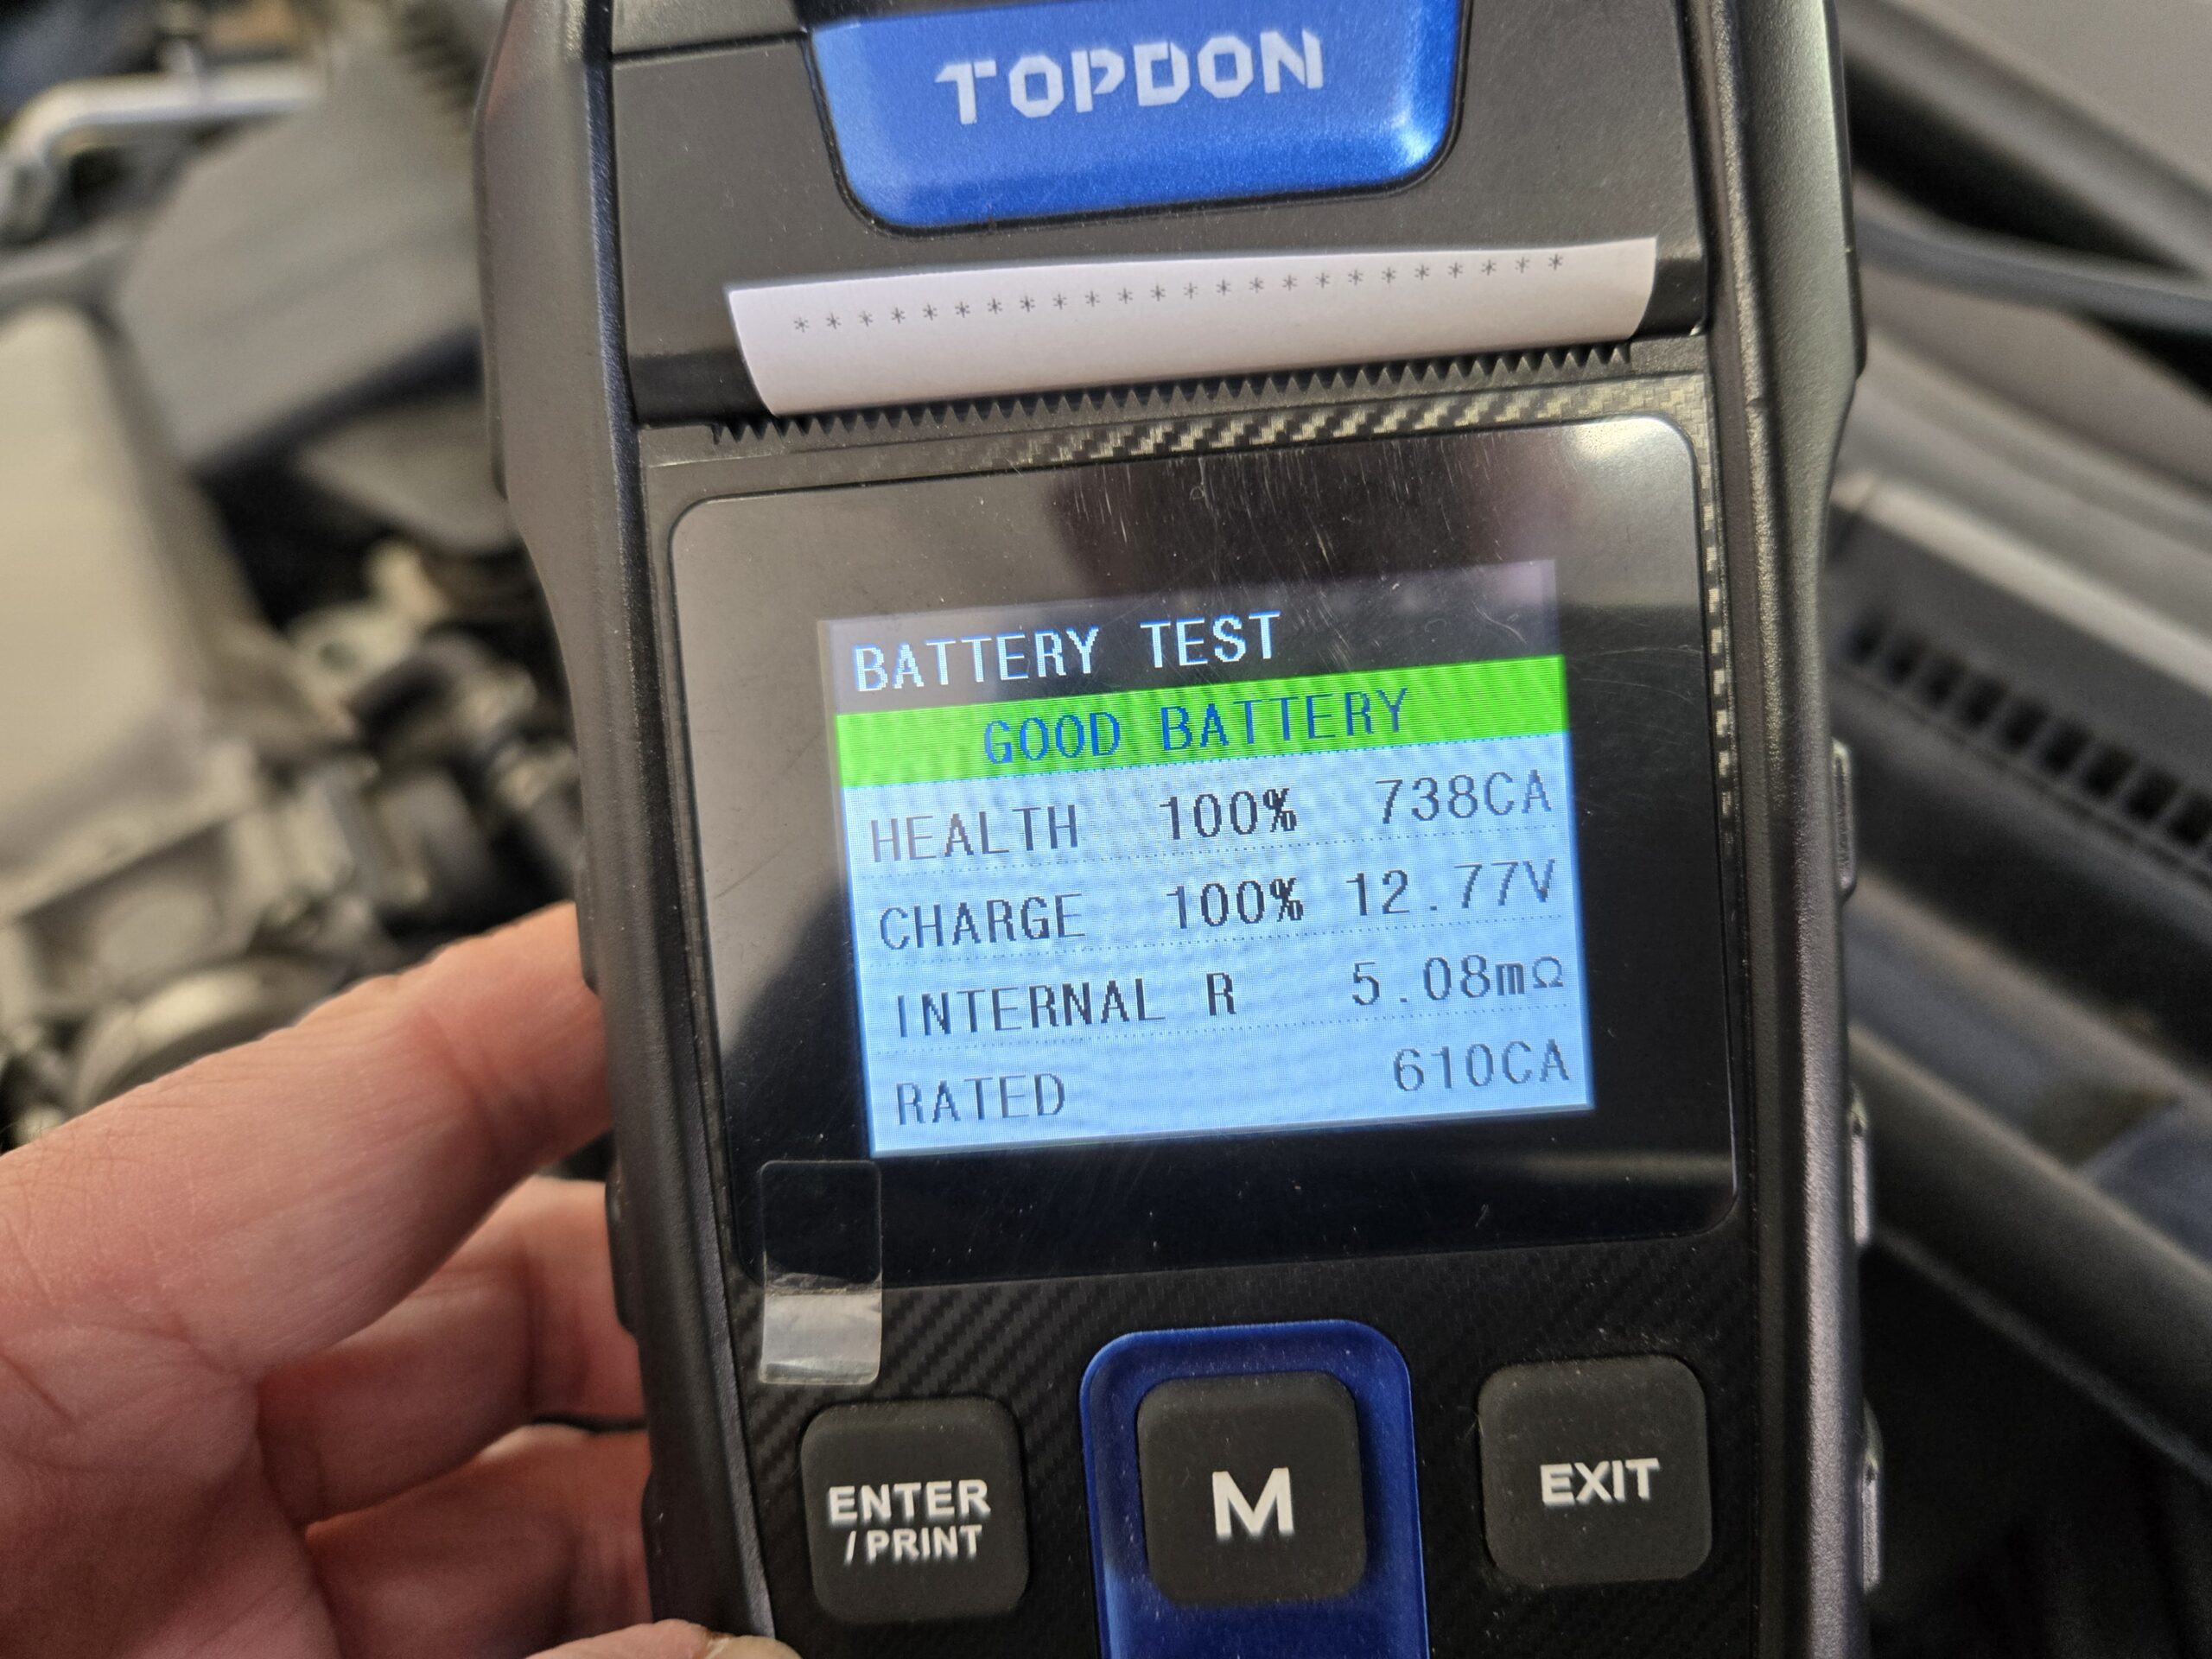 TOPDON
************************
BATTERY TEST
GOOD BATTERY
HEALTH 100% 738CA
CHARGE 100% 12.77V
INTERNAL R 5.08mΩ
RATED 610CA
ENTER
/PRINT
M
EXIT